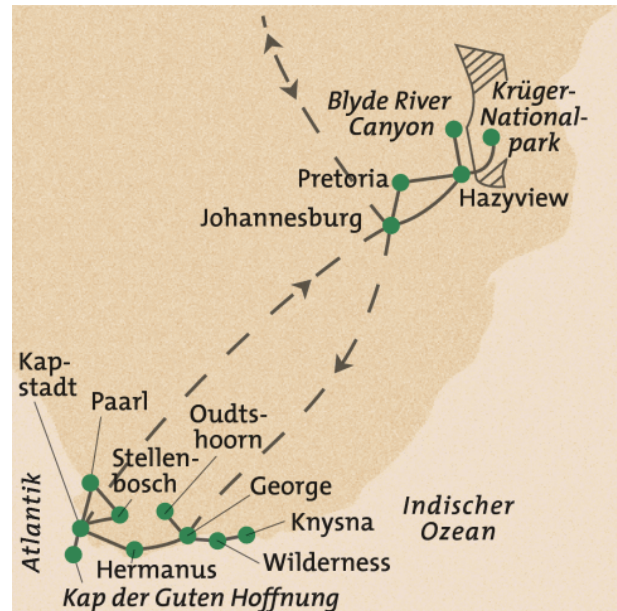 Blyde River
Canyon
Krüger-
National-
park
Pretoria
Hazyview
Johannesburg
Kap-
stadt
Paarl
Oudts-
hoorn
Stellen-
bosch
George
Knysna
Indischer
Ozean
Atlantik
Hermanus
Wilderness
Kap der Guten Hoffnung